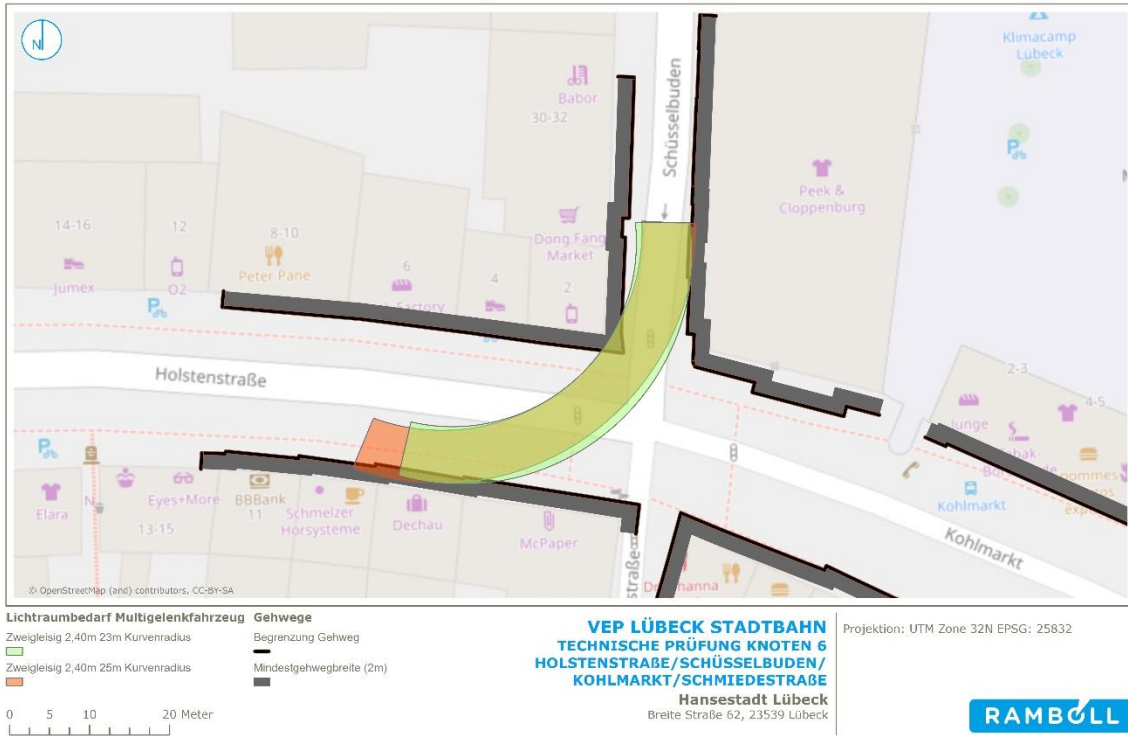 N
Klimacamp
Lübeck
Babor
30-32
Schüsselbuden
Peek &
Cloppenburg
14-16
12
8-10
Dong Fang
Market
Jumex
O2
Peter Pane
6
4
2
Factory
Holstenstraße
2-3
4-5
Junge
Elara
Eyes+More
BBBank
11
13-15
Schmelzer
Hörsysteme
Dechau
McPaper
Kohlmarkt
Kohlmarkt
straße
© OpenStreetMap (and) contributors, CC-BY-SA
Lichtraumbedarf Multigelenkfahrzeug Gehwege
Zweigleisig 2,40m 23m Kurvenradius Begrenzung Gehweg
Zweigleisig 2,40m 25m Kurvenradius Mindestgehwegbreite (2m)
0 5 10 20 Meter
VEP LÜBECK STADTBAHN
TECHNISCHE PRÜFUNG KNOTEN 6
HOLSTENSTRAßE/SCHÜSSELBUDEN/
KOHLMARKT/SCHMIEDESTRAßE
Hansestadt Lübeck
Breite Straße 62, 23539 Lübeck
Projektion: UTM Zone 32N EPSG: 25832
RAMBOLL